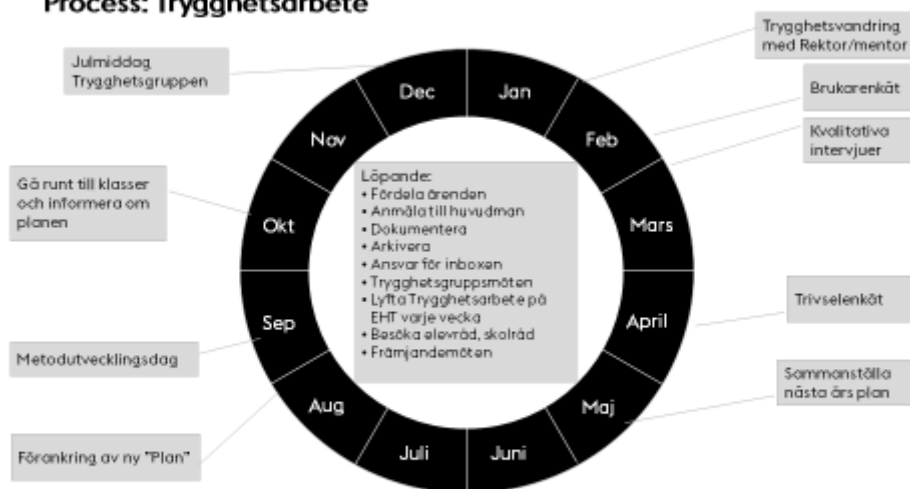 Process: Trygghetsarbete
Julmiddag
Trygghetsgruppen
Trygghetsvandring
med Rektor/mentor
Brukarenkät
Kvalitativa
intervjuer
Trivselenkät
Sammanställa
nästa års plan
Förankring av ny "Plan"
Metodutvecklingsdag
Gå runt till klasser
och informera om
planen
Jan
Feb
Mars
April
Maj
Juni
Juli
Aug
Sep
Okt
Nov
Dec
Löpande:
• Fördela ärenden
• Anmäla till huvudman
• Dokumentera
• Arkivera
• Ansvar för inboxen
• Trygghetsgruppsmöten
• Lyfta Trygghetsarbete på
EHT varje vecka
• Besöka elevråd, skolråd
• Främjandemöten